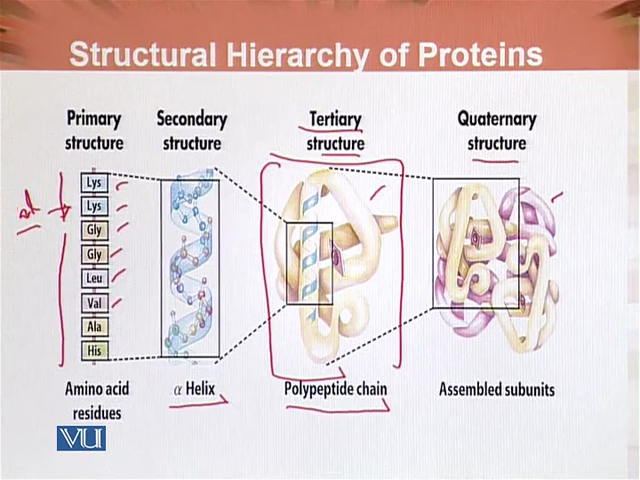 Structural Hierarchy of Proteins
Primary
structure
Secondary
structure
Tertiary
structure
Quaternary
structure
Lys
Lys
Gly
Gly
Leu
Val
Ala
His
Amino acid
residues
α Helix
Polypeptide chain
Assembled subunits
VU